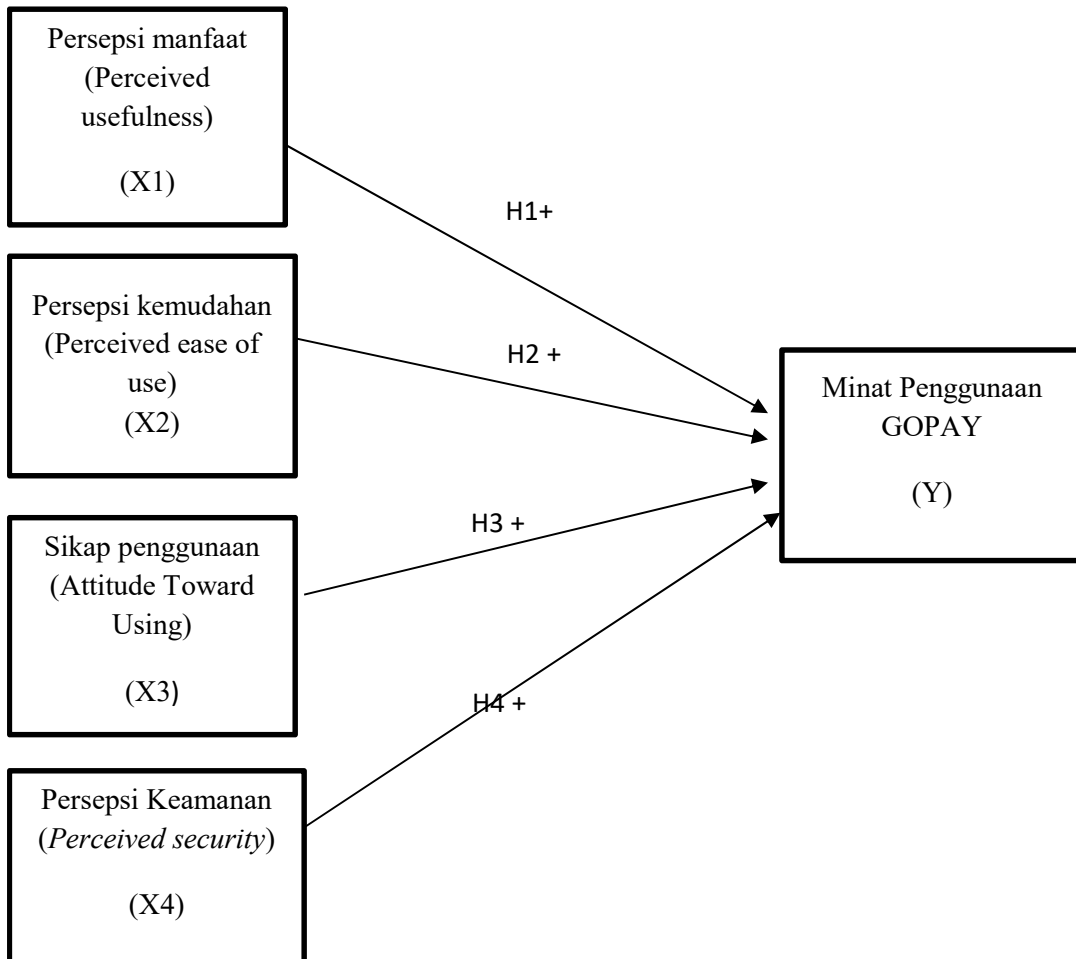 Persepsi manfaat
(Perceived
usefulness)
(X1)
H1+
Persepsi kemudahan
(Perceived ease of
use)
(X2)
H2 +
Minat Penggunaan
GOPAY
(Y)
Sikap penggunaan
(Attitude Toward
Using)
(X3)
H3 +
H4 +
Persepsi Keamanan
(Perceived security)
(X4)